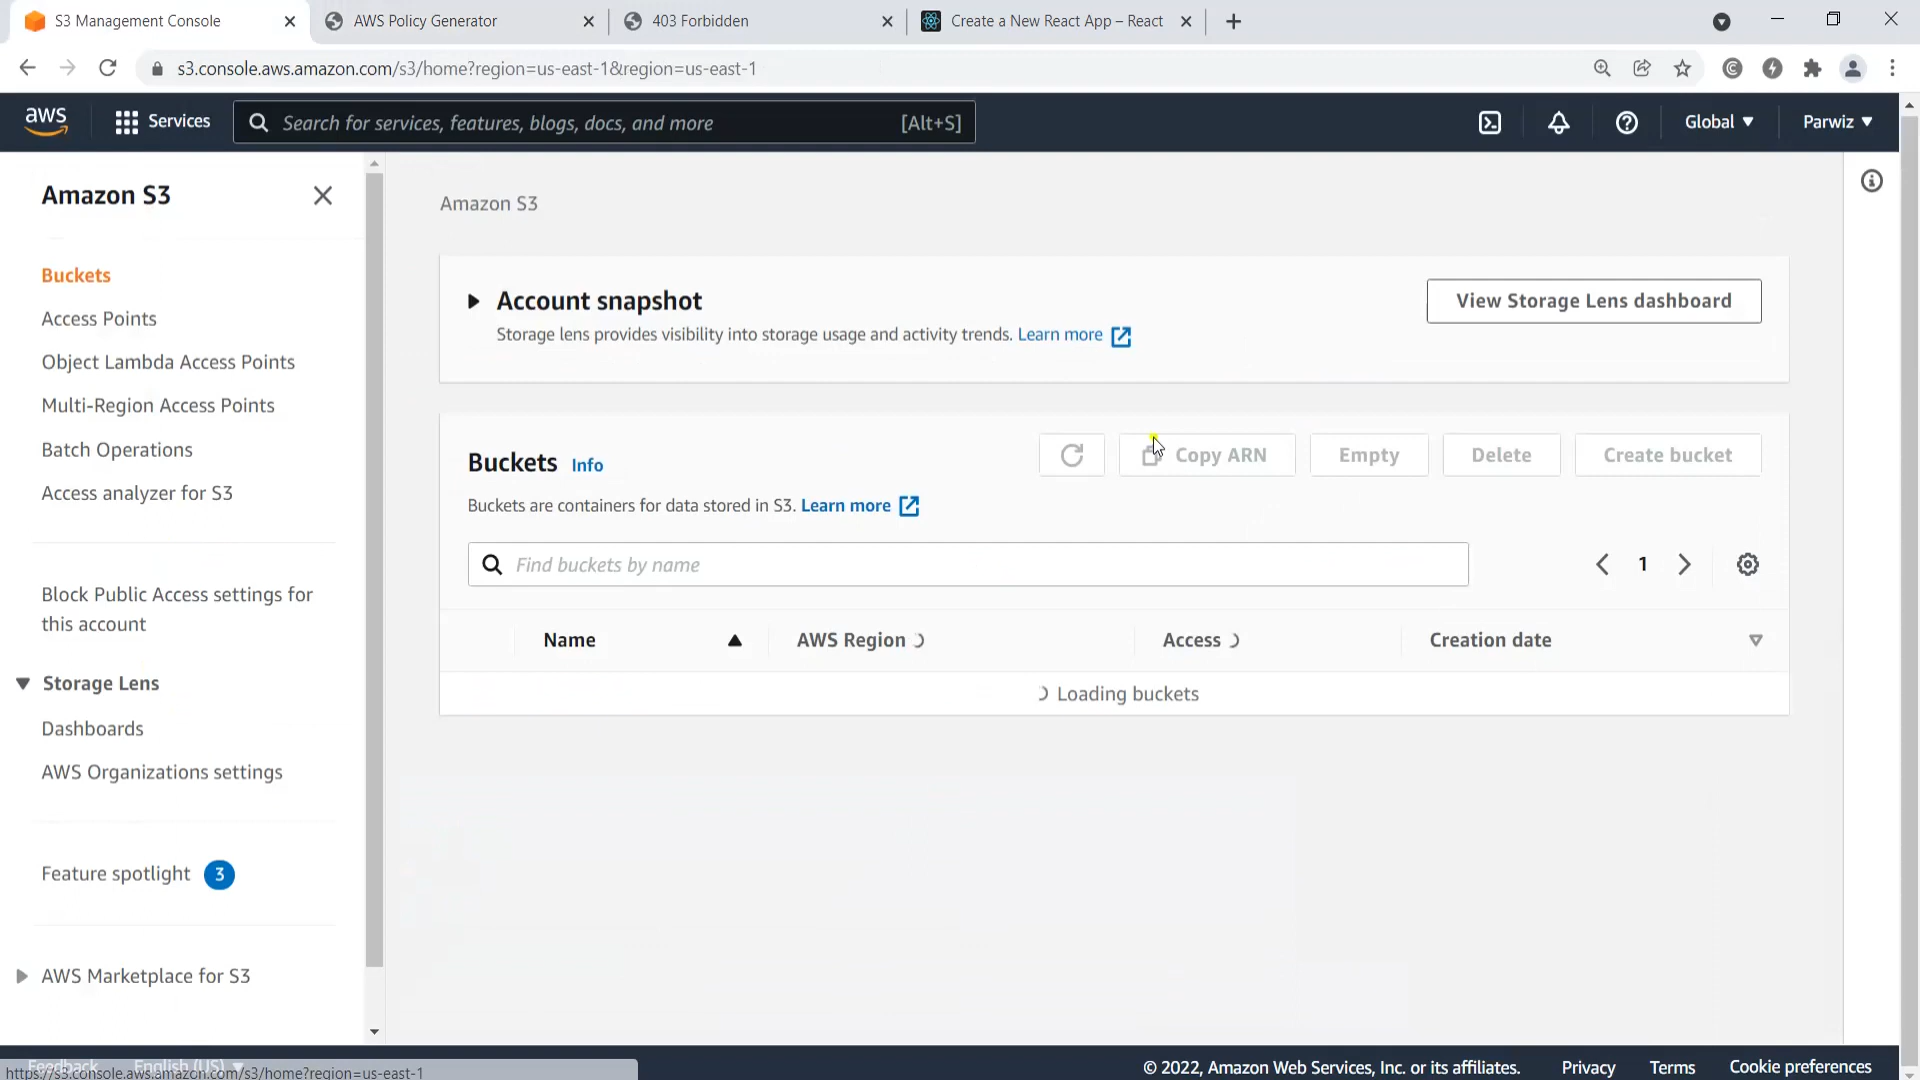 S3 Management Console
AWS Policy Generator
403 Forbidden
Create a New React App – React
s3.console.aws.amazon.com/s3/home?region=us-east-1&region=us-east-1
aws
Services
Search for services, features, blogs, docs, and more
[Alt+S]
Global
Parwiz
Amazon S3
Buckets
Access Points
Object Lambda Access Points
Multi-Region Access Points
Batch Operations
Access analyzer for S3
Block Public Access settings for
this account
Storage Lens
Dashboards
AWS Organizations settings
Feature spotlight 3
AWS Marketplace for S3
Amazon S3
Account snapshot
Storage lens provides visibility into storage usage and activity trends. Learn more
View Storage Lens dashboard
Buckets Info
Copy ARN
Empty
Delete
Create bucket
Buckets are containers for data stored in S3. Learn more
Find buckets by name
1
Name
AWS Region
Access
Creation date
Loading buckets
Feedback
English (US)
https://s3.console.aws.amazon.com/s3/home?region=us-east-1
© 2022, Amazon Web Services, Inc. or its affiliates.
Privacy
Terms
Cookie preferences